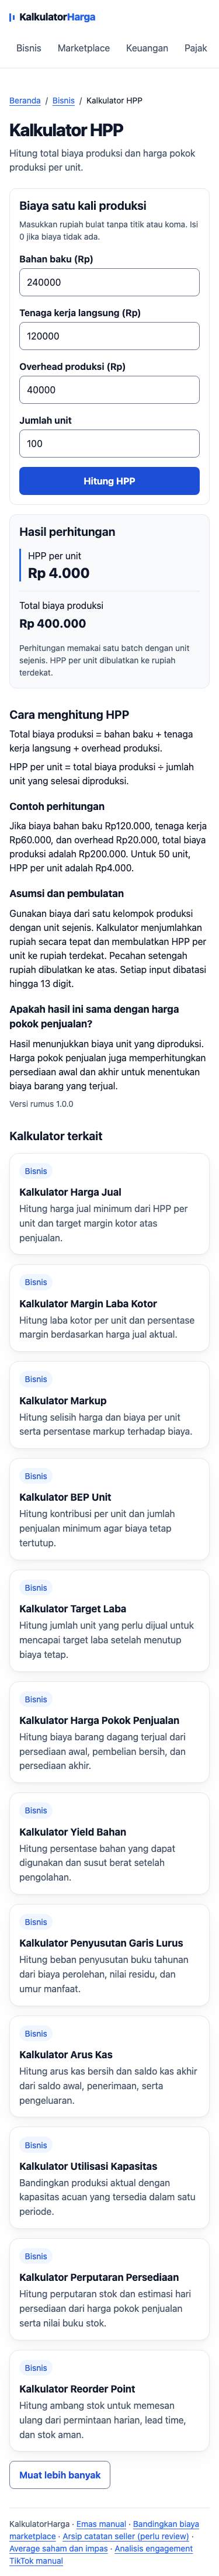 KalkulatorHarga
Bisnis Marketplace Keuangan Pajak
Beranda / Bisnis / Kalkulator HPP
Kalkulator HPP
Hitung total biaya produksi dan harga pokok
produksi per unit.
Biaya satu kali produksi
Masukkan rupiah bulat tanpa titik atau koma. Isi
0 jika biaya tidak ada.
Bahan baku (Rp)
240000
Tenaga kerja langsung (Rp)
120000
Overhead produksi (Rp)
40000
Jumlah unit
100
Hitung HPP
Hasil perhitungan
HPP per unit
Rp 4.000
Total biaya produksi
Rp 400.000
Perhitungan memakai satu batch dengan unit
sejenis. HPP per unit dibulatkan ke rupiah
terdekat.
Cara menghitung HPP
Total biaya produksi = bahan baku + tenaga
kerja langsung + overhead produksi.
HPP per unit = total biaya produksi ÷ jumlah
unit yang selesai diproduksi.
Contoh perhitungan
Jika biaya bahan baku Rp120.000, tenaga kerja
Rp60.000, dan overhead Rp20.000, total biaya
produksi adalah Rp200.000. Untuk 50 unit,
HPP per unit adalah Rp4.000.
Asumsi dan pembulatan
Gunakan biaya dari satu kelompok produksi
dengan unit sejenis. Kalkulator menjumlahkan
rupiah secara tepat dan membulatkan HPP per
unit ke rupiah terdekat. Pecahan setengah
rupiah dibulatkan ke atas. Setiap input dibatasi
hingga 13 digit.
Apakah hasil ini sama dengan harga
pokok penjualan?
Hasil menunjukkan biaya unit yang diproduksi.
Harga pokok penjualan juga memperhitungkan
persediaan awal dan akhir untuk menentukan
biaya barang yang terjual.
Versi rumus 1.0.0
Kalkulator terkait
Bisnis
Kalkulator Harga Jual
Hitung harga jual minimum dari HPP per
unit dan target margin kotor atas
penjualan.
Bisnis
Kalkulator Margin Laba Kotor
Hitung laba kotor per unit dan persentase
margin berdasarkan harga jual aktual.
Bisnis
Kalkulator Markup
Hitung selisih harga dan biaya per unit
serta persentase markup terhadap biaya.
Bisnis
Kalkulator BEP Unit
Hitung kontribusi per unit dan jumlah
penjualan minimum agar biaya tetap
tertutup.
Bisnis
Kalkulator Target Laba
Hitung jumlah unit yang perlu dijual untuk
mencapai target laba setelah menutup
biaya tetap.
Bisnis
Kalkulator Harga Pokok Penjualan
Hitung biaya barang dagang terjual dari
persediaan awal, pembelian bersih, dan
persediaan akhir.
Bisnis
Kalkulator Yield Bahan
Hitung persentase bahan yang dapat
digunakan dan susut berat setelah
pengolahan.
Bisnis
Kalkulator Penyusutan Garis Lurus
Hitung beban penyusutan buku tahunan
dari biaya perolehan, nilai residu, dan
umur manfaat.
Bisnis
Kalkulator Arus Kas
Hitung arus kas bersih dan saldo kas akhir
dari saldo awal, penerimaan, serta
pengeluaran.
Bisnis
Kalkulator Utilisasi Kapasitas
Bandingkan produksi aktual dengan
kapasitas acuan yang tersedia dalam satu
periode.
Bisnis
Kalkulator Perputaran Persediaan
Hitung perputaran stok dan estimasi hari
persediaan dari harga pokok penjualan
serta nilai buku stok.
Bisnis
Kalkulator Reorder Point
Hitung ambang stok untuk memesan
ulang dari permintaan harian, lead time,
dan stok aman.
Muat lebih banyak
KalkulatorHarga · Emas manual · Bandingkan biaya
marketplace · Arsip catatan seller (perlu review) ·
Average saham dan impas · Analisis engagement
TikTok manual